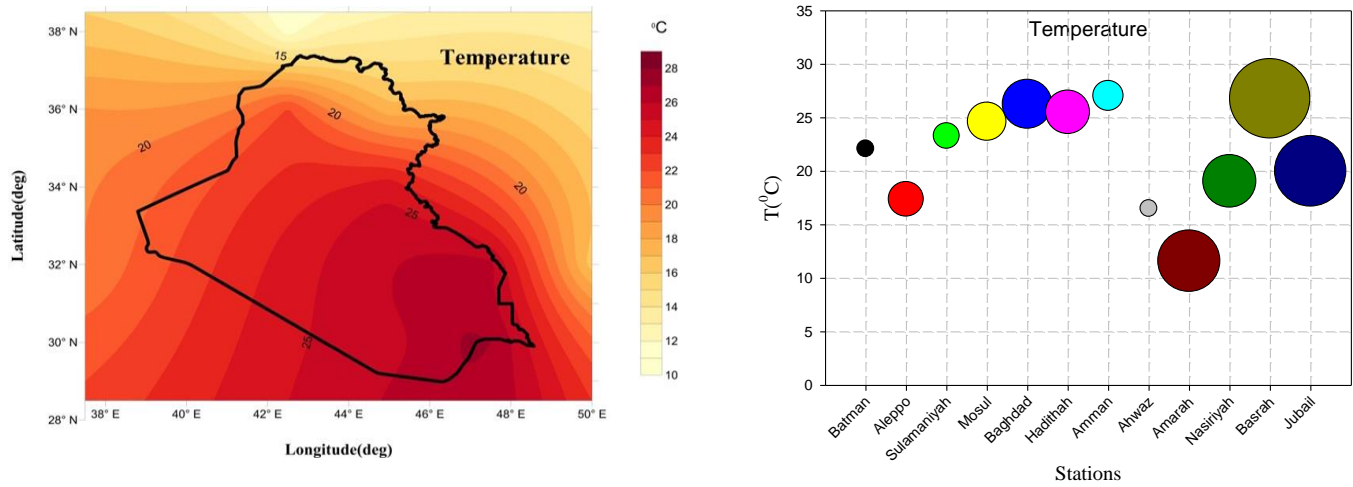 38° N
36° N
34° N
32° N
30° N
28° N
Latitude(deg)
38° E
40° E
42° E
44° E
46° E
48° E
50° E
Longitude(deg)
Temperature
15
20
20
20
25
25
⁰C
28
26
24
22
20
18
16
14
12
10
Temperature
35
30
25
20
15
10
5
0
T(⁰C)
Batman
Aleppo
Sulamaniyah
Mosul
Baghdad
Hadithah
Amman
Ahwaz
Amarah
Nasiriyah
Basrah
Jubail
Stations